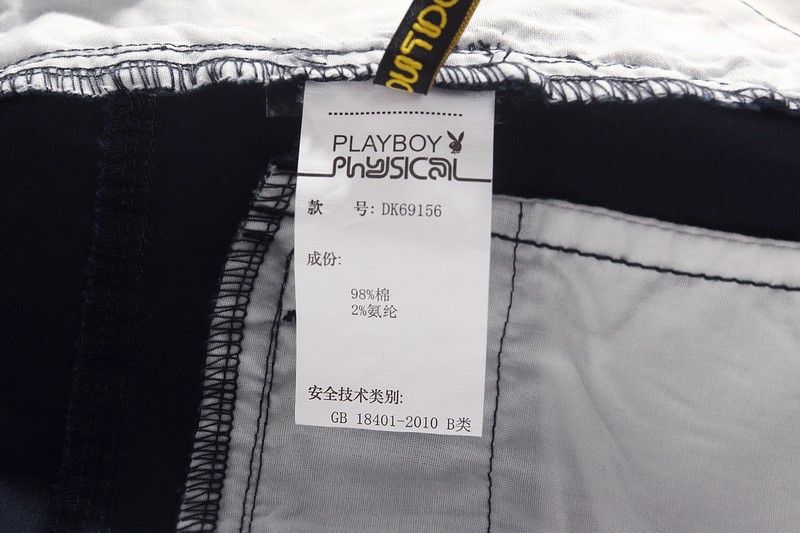 PLAYBOY
PhySICAL
款 号: DK69156
成份:
98%棉
2%氨纶
安全技术类别:
GB 18401-2010 B类